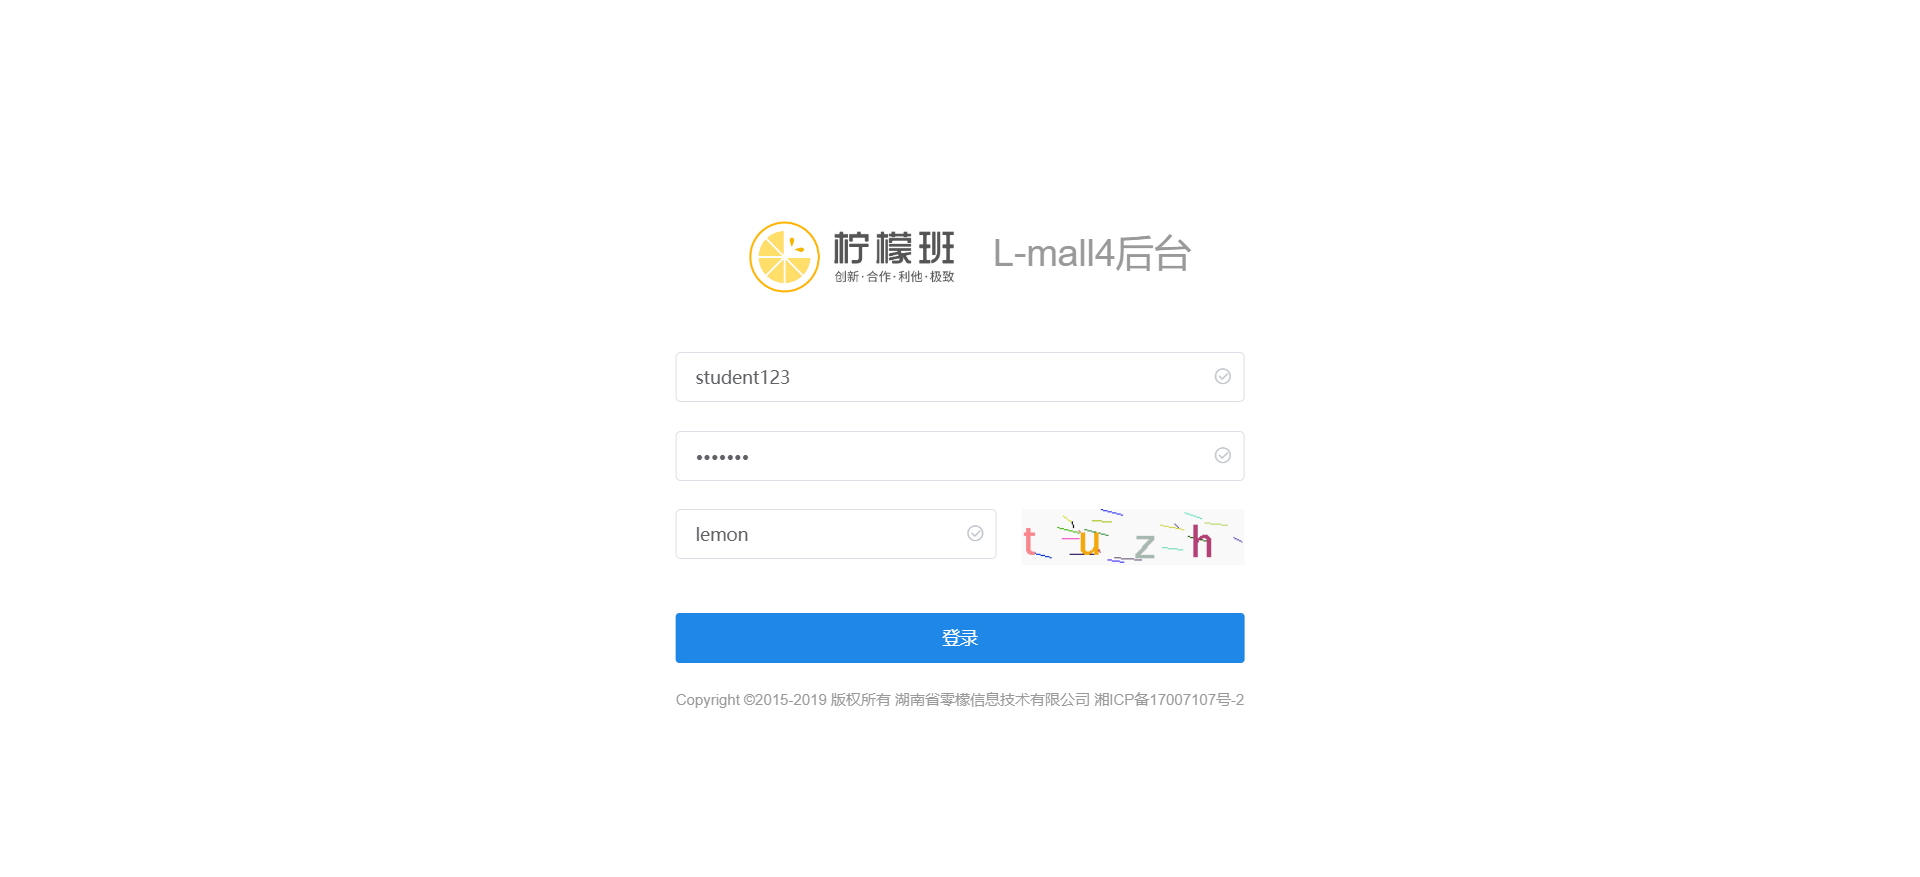 柠檬班
创新·合作·利他·极致
L-mall4后台
student123
•••••••
lemon
t u z h
登录
Copyright ©2015-2019 版权所有 湖南省零檬信息技术有限公司 湘ICP备17007107号-2